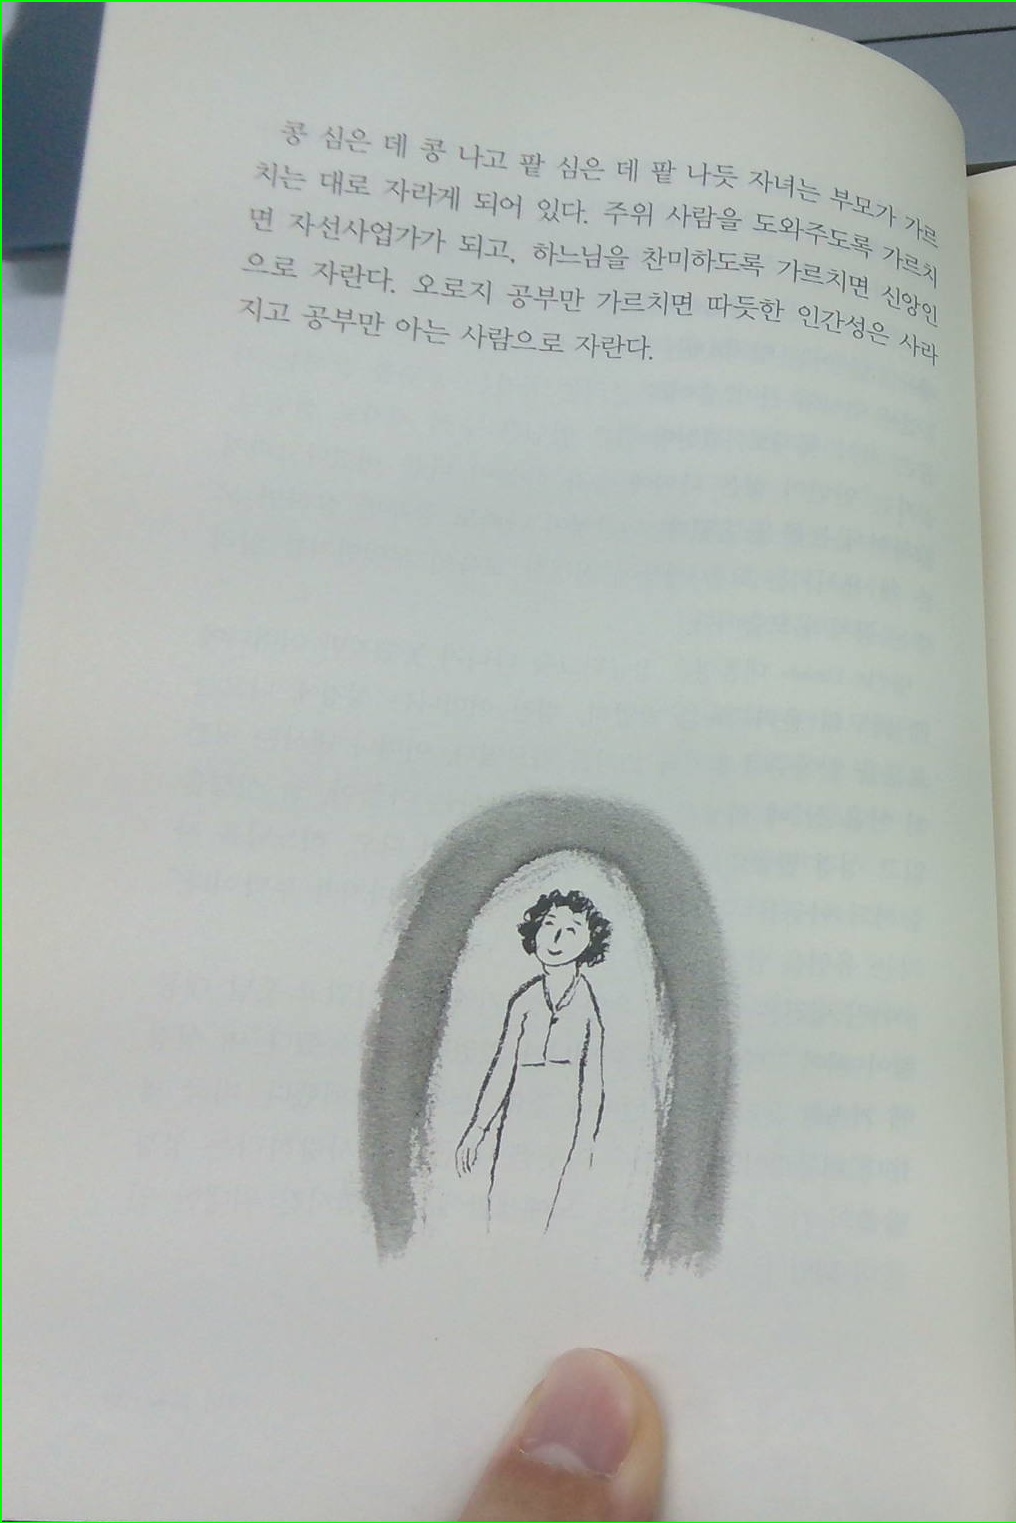 콩 심은 데 콩 나고 팥 심은 데 팥 나듯 자녀는 부모가 가르
치는 대로 자라게 되어 있다. 주위 사람을 도와주도록 가르치
면 자선사업가가 되고, 하느님을 찬미하도록 가르치면 신앙인
으로 자란다. 오로지 공부만 가르치면 따듯한 인간성은 사라
지고 공부만 아는 사람으로 자란다.